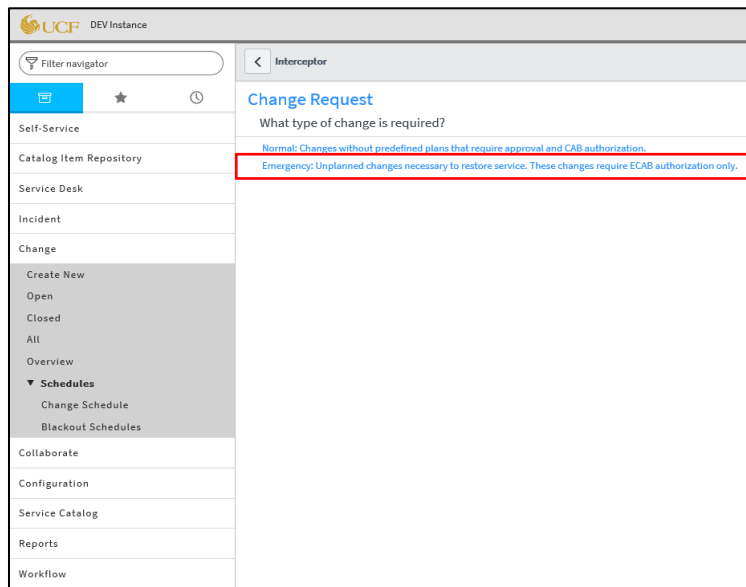 UCF DEV Instance
Filter navigator
Self-Service
Catalog Item Repository
Service Desk
Incident
Change
Create New
Open
Closed
All
Overview
Schedules
Change Schedule
Blackout Schedules
Collaborate
Configuration
Service Catalog
Reports
Workflow
Interceptor
Change Request
What type of change is required?
Normal: Changes without predefined plans that require approval and CAB authorization.
Emergency: Unplanned changes necessary to restore service. These changes require ECAB authorization only.